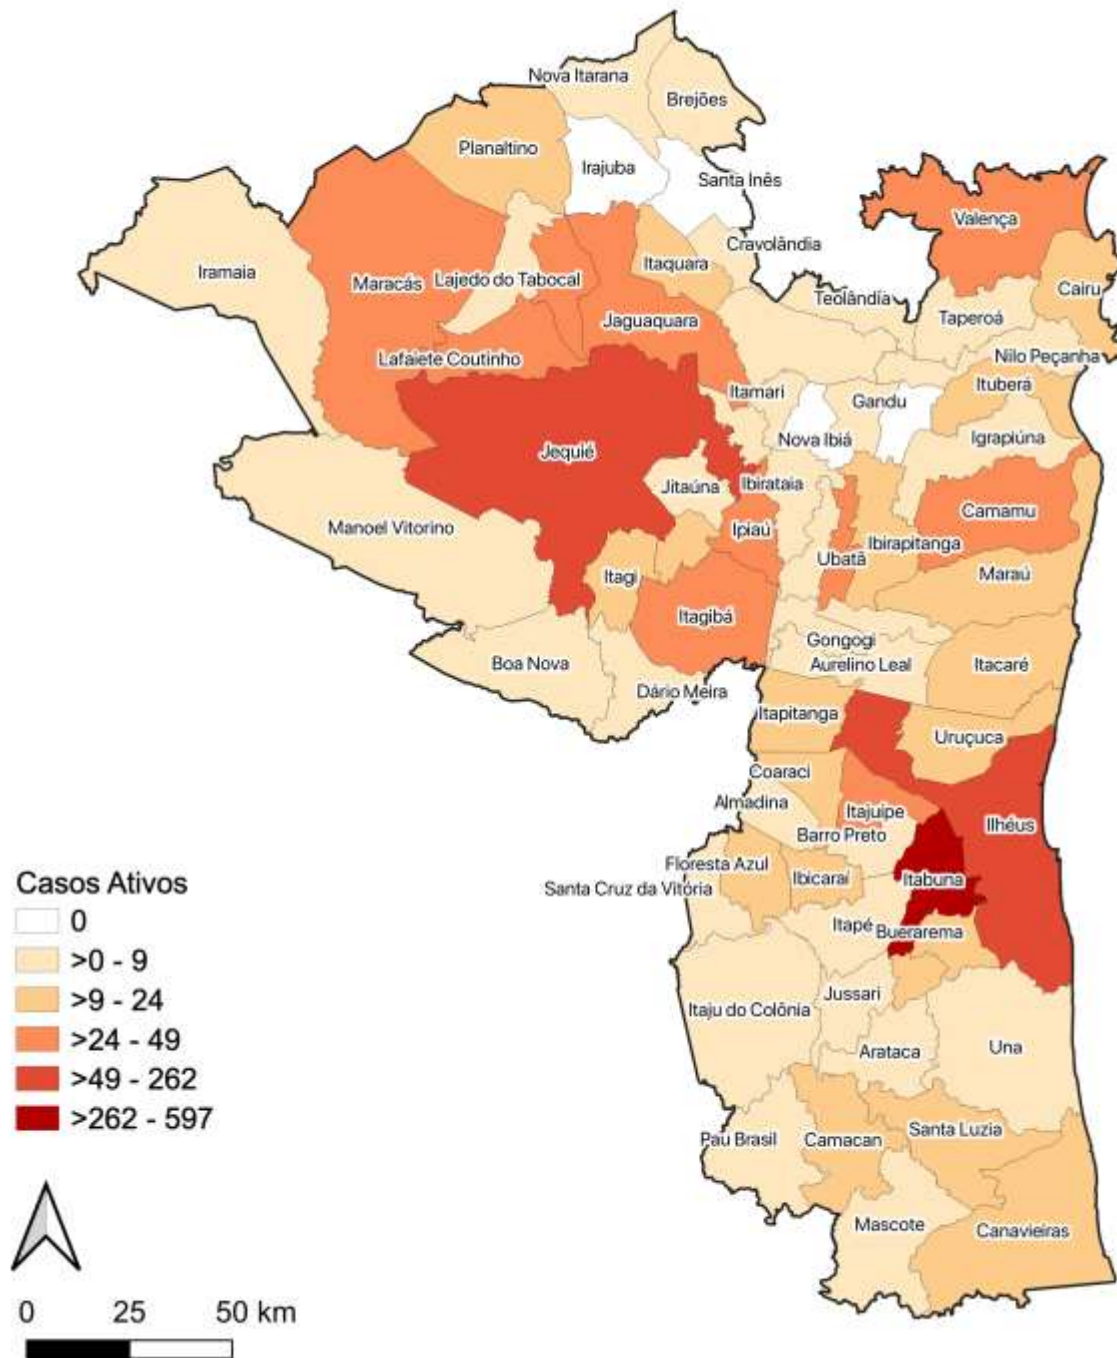 Nova Itarana
Brejões
Planaltino
Irajuba
Santa Inês
Valença
Cravolândia
Iramaia
Itaquara
Lajedo do Tabocal
Maracás
Cairu
Teolândia
Taperoá
Jaguaquara
Lafaiete Coutinho
Nilo Peçanha
Ituberá
Itamari
Gandu
Igrapiúna
Nova Ibiá
Jequié
Jitaúna
Ibirataia
Camamu
Manoel Vitorino
Ipiaú
Ibirapitanga
Ubatã
Maraú
Itagi
Itagibá
Gongogi
Boa Nova
Aurelino Leal
Itacaré
Dário Meira
Itapitanga
Uruçuca
Coaraci
Almadina
Itajuipe
Ilhéus
Barro Preto
Floresta Azul
Ibicaraí
Itabuna
Santa Cruz da Vitória
Itapé
Buerarema
Jussari
Itaju do Colônia
Arataca
Una
Santa Luzia
Pau Brasil
Camacan
Mascote
Canavieiras
Casos Ativos
0
>0 - 9
>9 - 24
>24 - 49
>49 - 262
>262 - 597
0 25 50 km